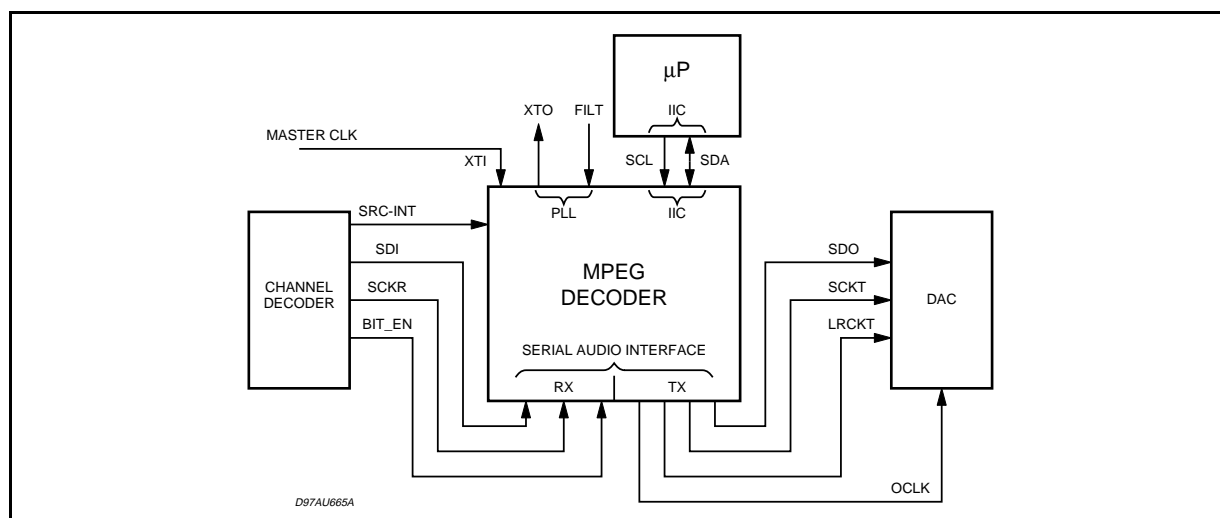 μP
IIC
XTO
FILT
MASTER CLK
XTI
SCL
SDA
PLL
IIC
SRC-INT
SDI
SCKR
BIT_EN
CHANNEL
DECODER
MPEG
DECODER
SERIAL AUDIO INTERFACE
RX
TX
SDO
SCKT
LRCKT
DAC
OCLK
D97AU665A